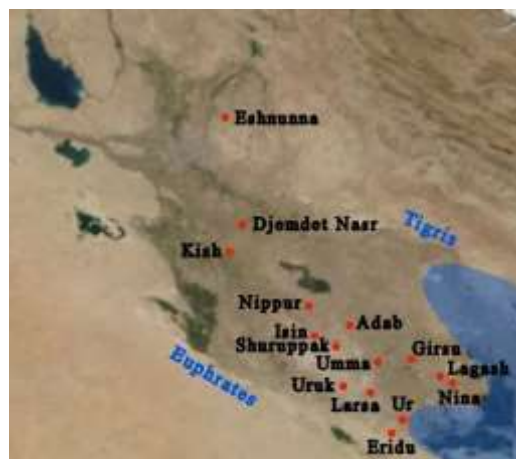 Eshnunna
Djemdet Nasr
Tigris
Kish
Nippur
Adab
Isin
Shuruppak
Girsu
Umma
Lagash
Euphrates
Uruk
Nina
Larsa
Ur
Eridu